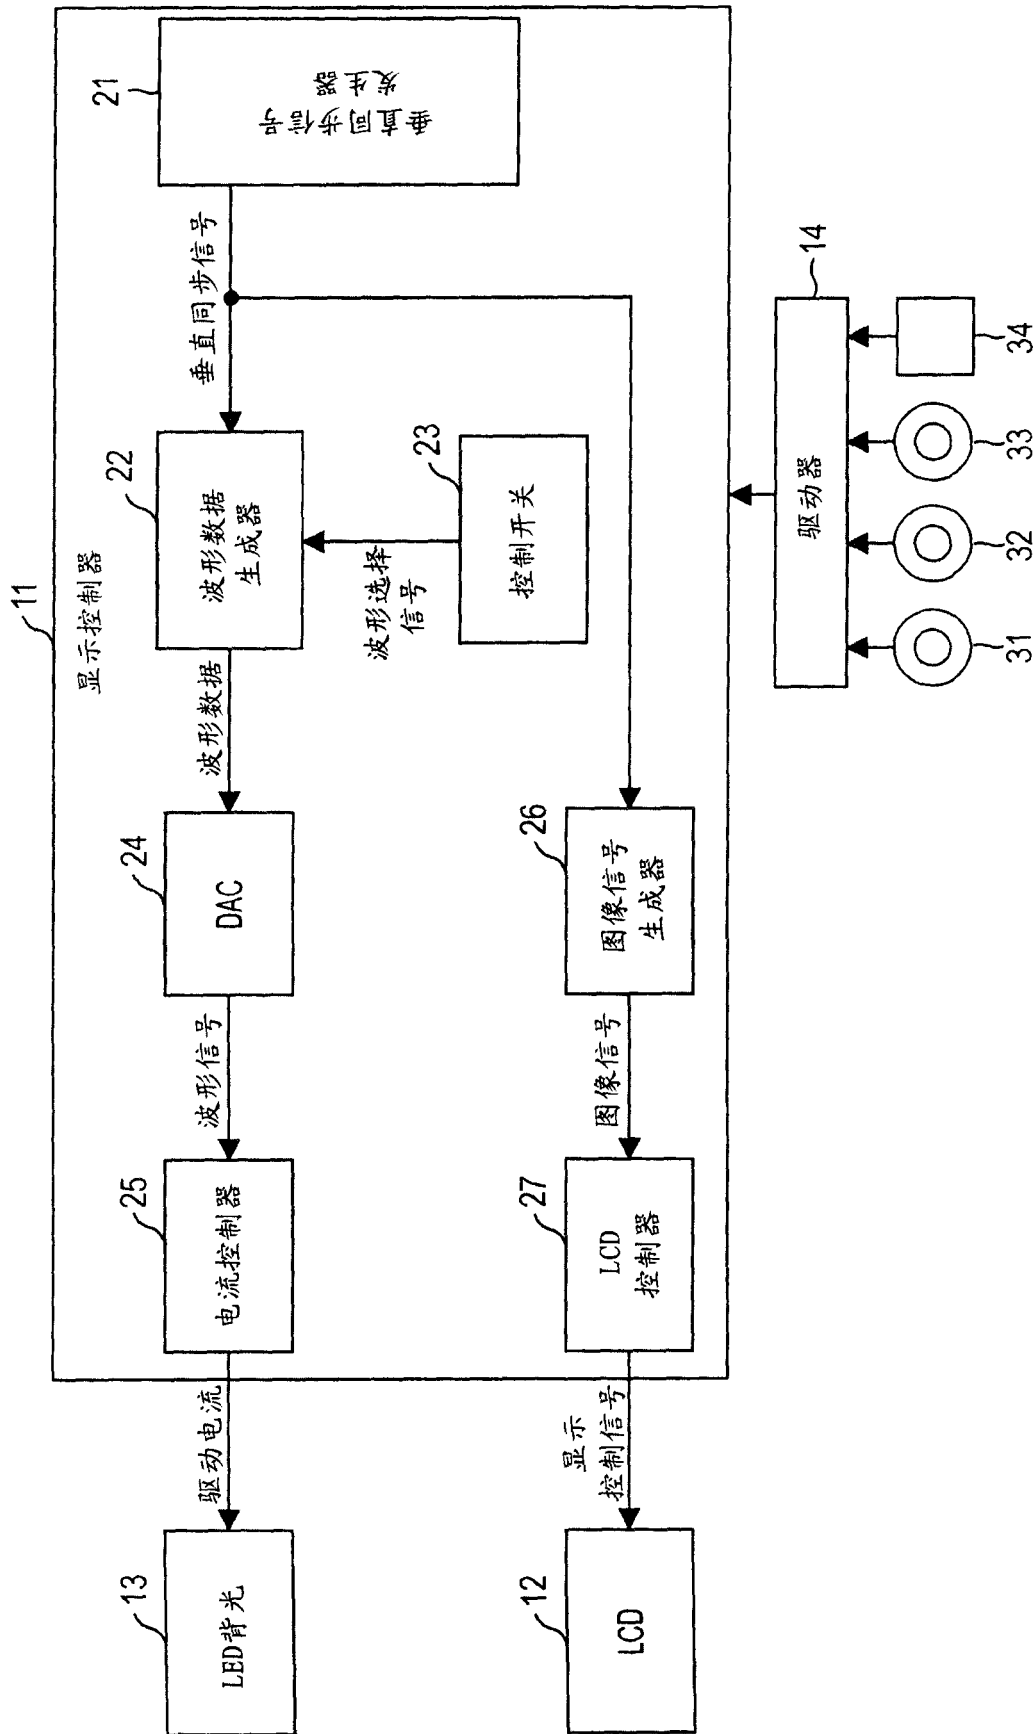 11
显示控制器
21
垂直同步信号
发生器
垂直同步信号
22
波形数据
生成器
23
控制开关
波形选择
信号
波形数据
24
DAC
波形信号
25
电流控制器
驱动电流
13
LED背光
26
图像信号
生成器
图像信号
27
LCD
控制器
显示
控制信号
12
LCD
14
驱动器
31
32
33
34